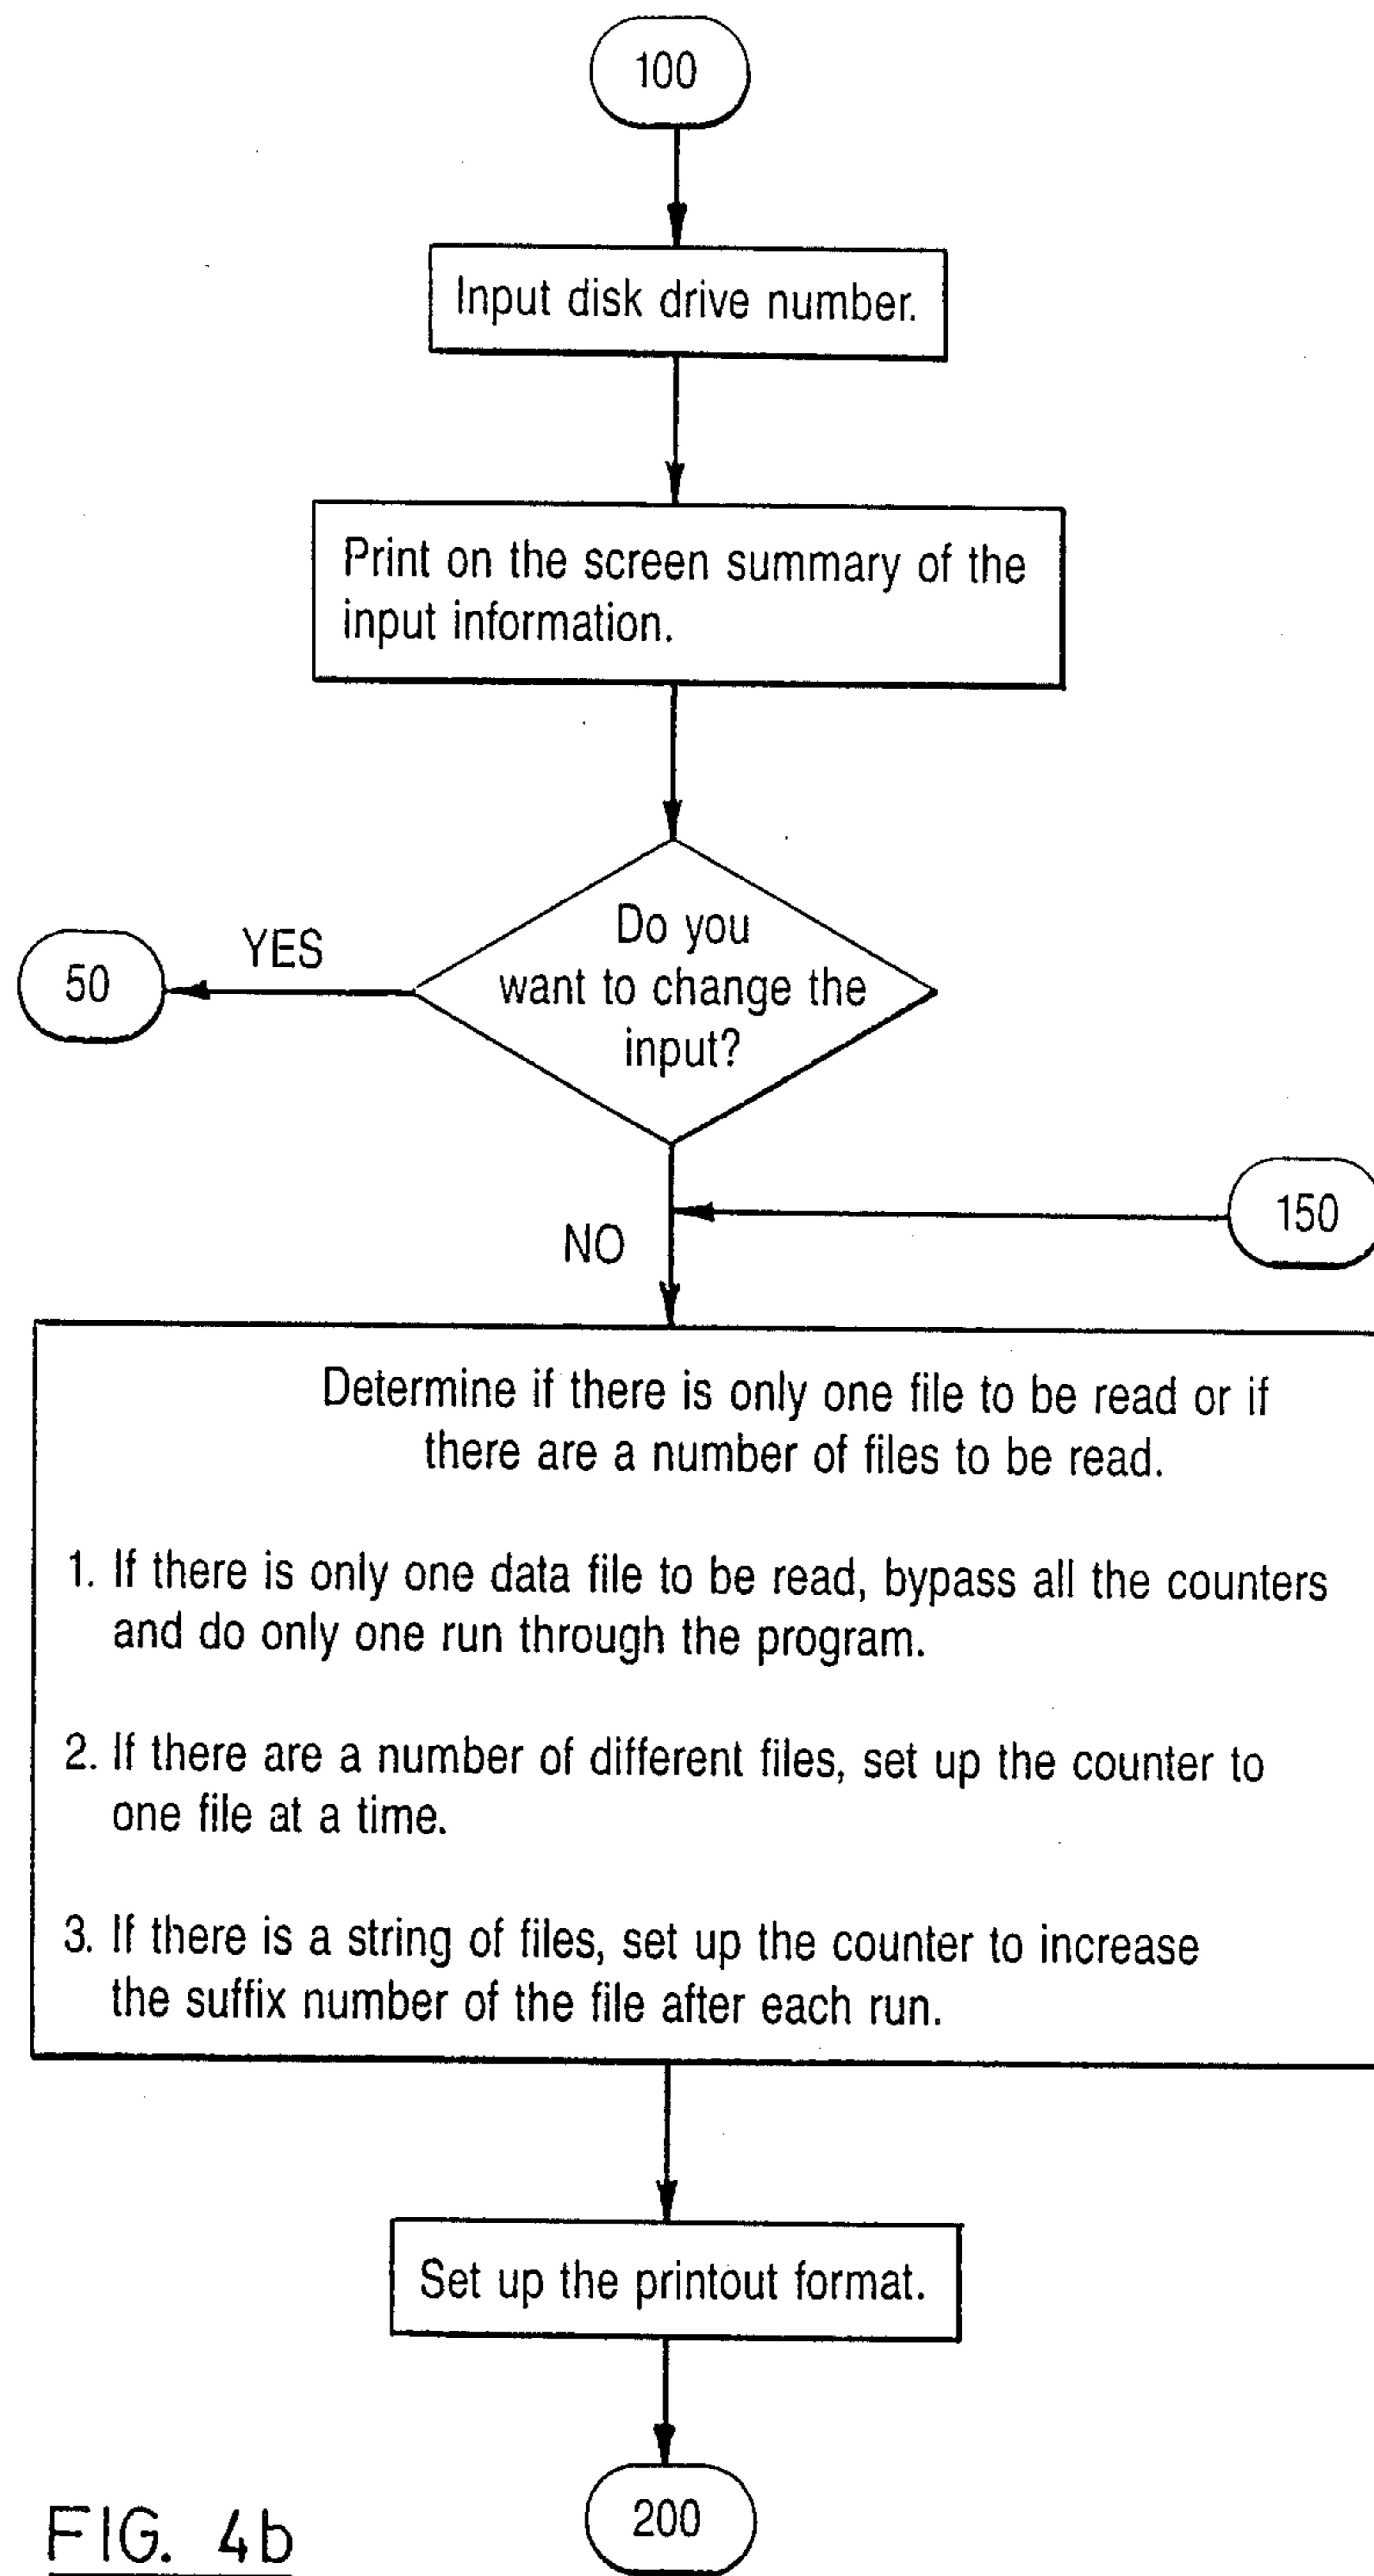 100
Input disk drive number.
Print on the screen summary of the
input information.
Do you
want to change the
input?
YES
50
150
NO
Determine if there is only one file to be read or if
there are a number of files to be read.
1. If there is only one data file to be read, bypass all the counters
and do only one run through the program.
2. If there are a number of different files, set up the counter to
one file at a time.
3. If there is a string of files, set up the counter to increase
the suffix number of the file after each run.
Set up the printout format.
200
FIG. 4b